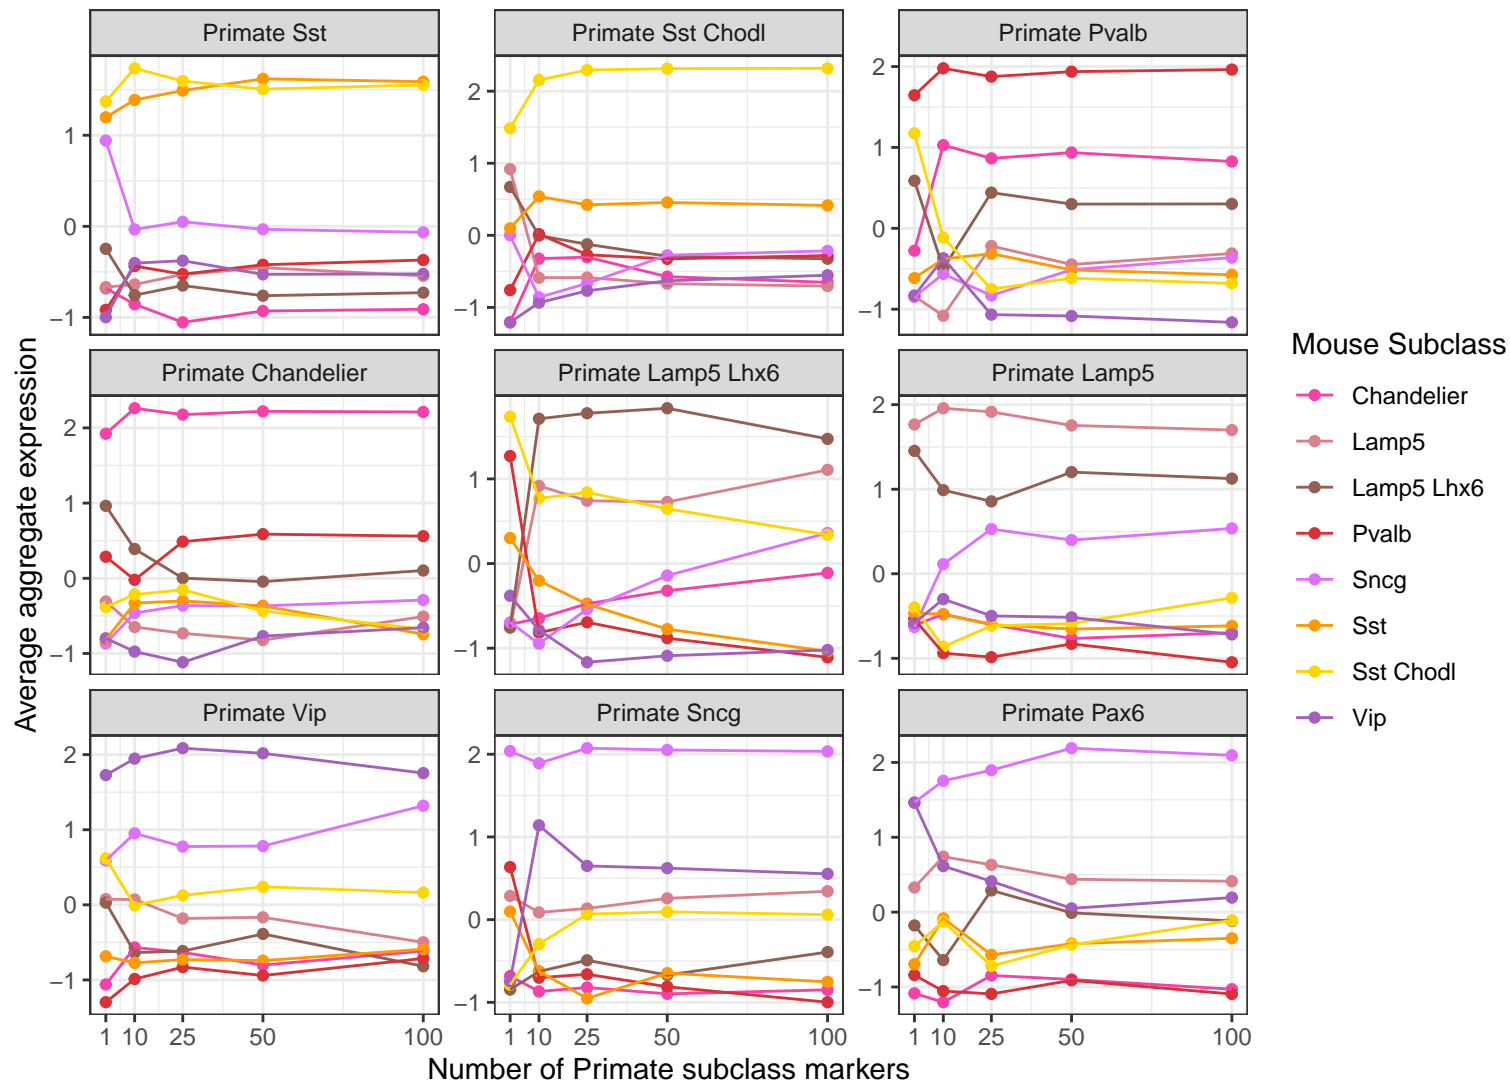 Primate Sst Primate Sst Chodl Primate Pvalb
1
0
−1
2
1
0
−1
2
1
0
−1
Primate Chandelier Primate Lamp5 Lhx6 Primate Lamp5
2
1
0
−1
1
0
−1
2
1
0
−1
Primate Vip Primate Sncg Primate Pax6
2
1
0
−1
2
1
0
−1
2
1
0
−1
1 10 25 50 100 1 10 25 50 100 1 10 25 50 100
Number of Primate subclass markers
Average aggregate expression
Mouse Subclass
Chandelier
Lamp5
Lamp5 Lhx6
Pvalb
Sncg
Sst
Sst Chodl
Vip